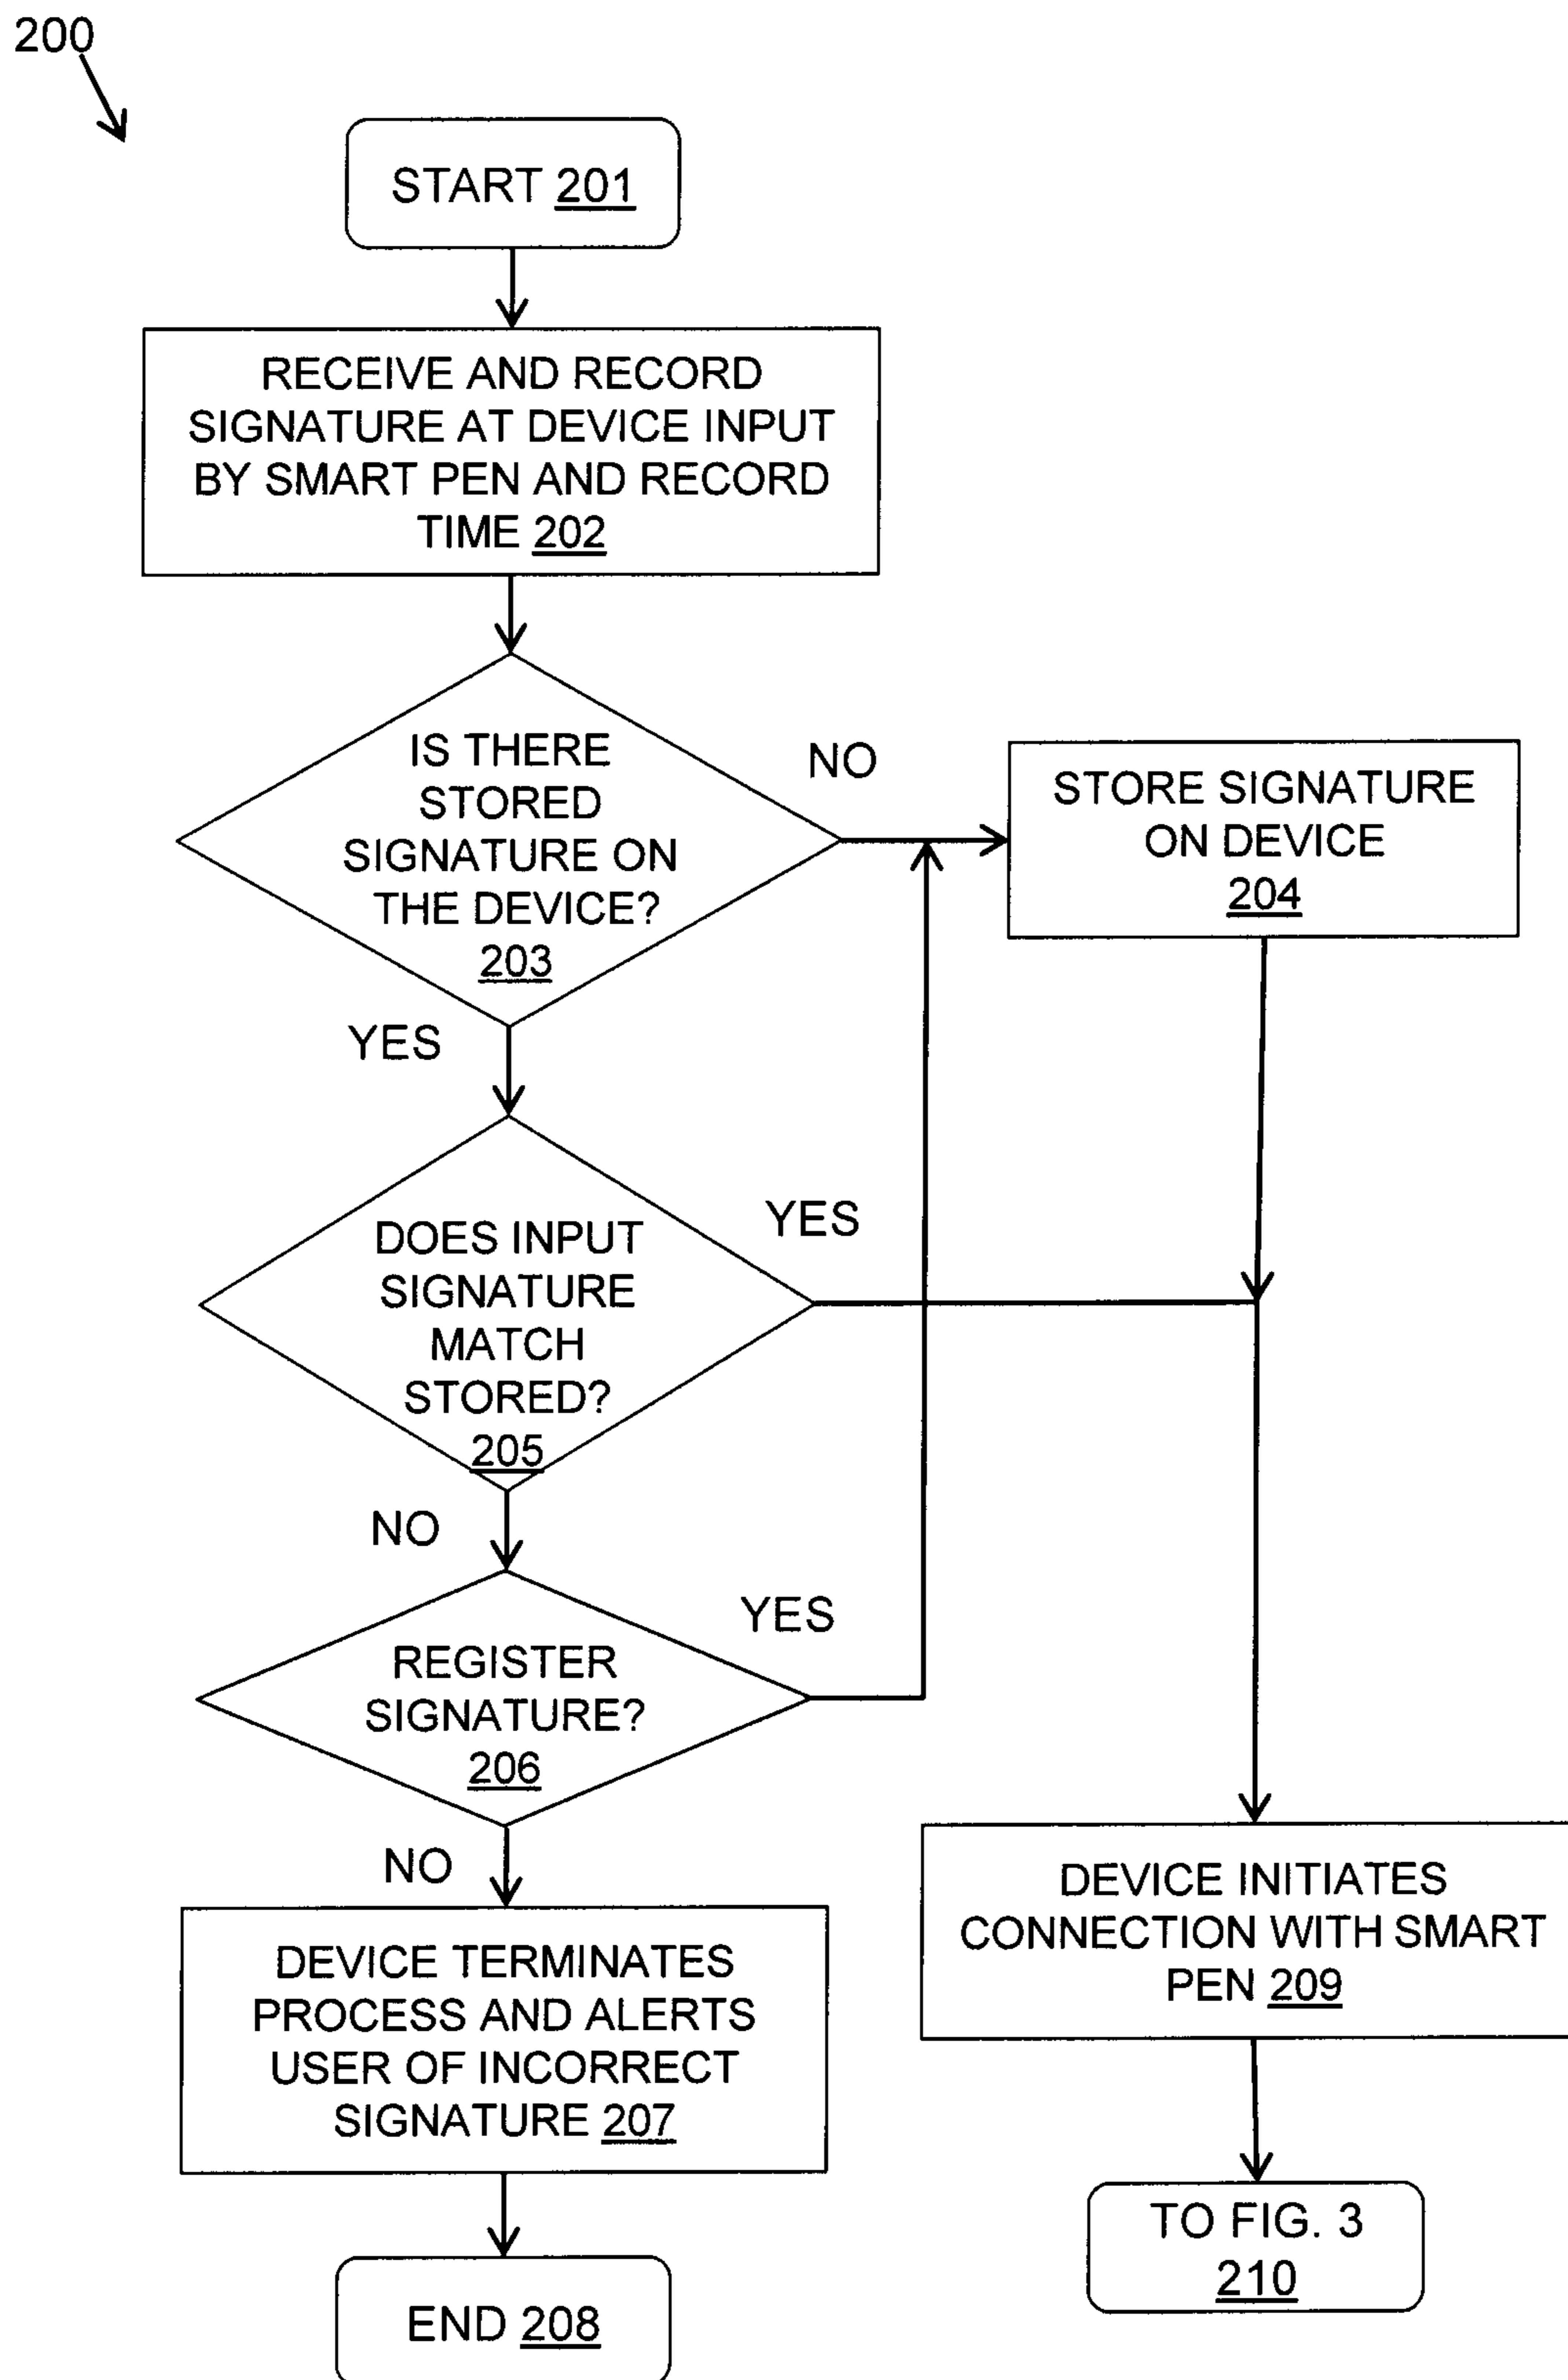 200
START 201
RECEIVE AND RECORD
SIGNATURE AT DEVICE INPUT
BY SMART PEN AND RECORD
TIME 202
IS THERE
STORED
SIGNATURE ON
THE DEVICE?
203
NO
STORE SIGNATURE
ON DEVICE
204
YES
DOES INPUT
SIGNATURE
MATCH
STORED?
205
YES
NO
REGISTER
SIGNATURE?
206
YES
NO
DEVICE TERMINATES
PROCESS AND ALERTS
USER OF INCORRECT
SIGNATURE 207
END 208
DEVICE INITIATES
CONNECTION WITH SMART
PEN 209
TO FIG. 3
210